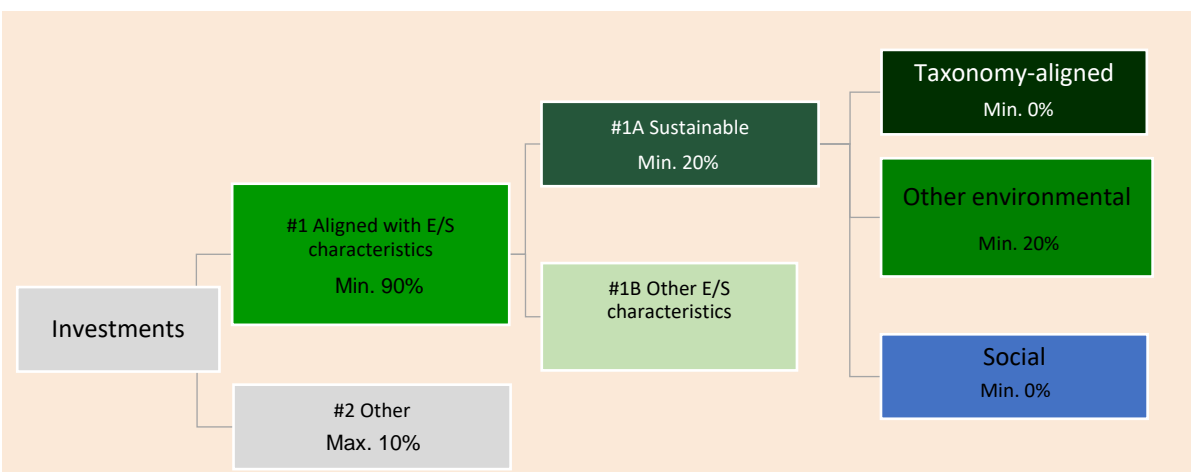 Investments
#1 Aligned with E/S
characteristics
Min. 90%
#2 Other
Max. 10%
#1A Sustainable
Min. 20%
#1B Other E/S
characteristics
Taxonomy-aligned
Min. 0%
Other environmental
Min. 20%
Social
Min. 0%